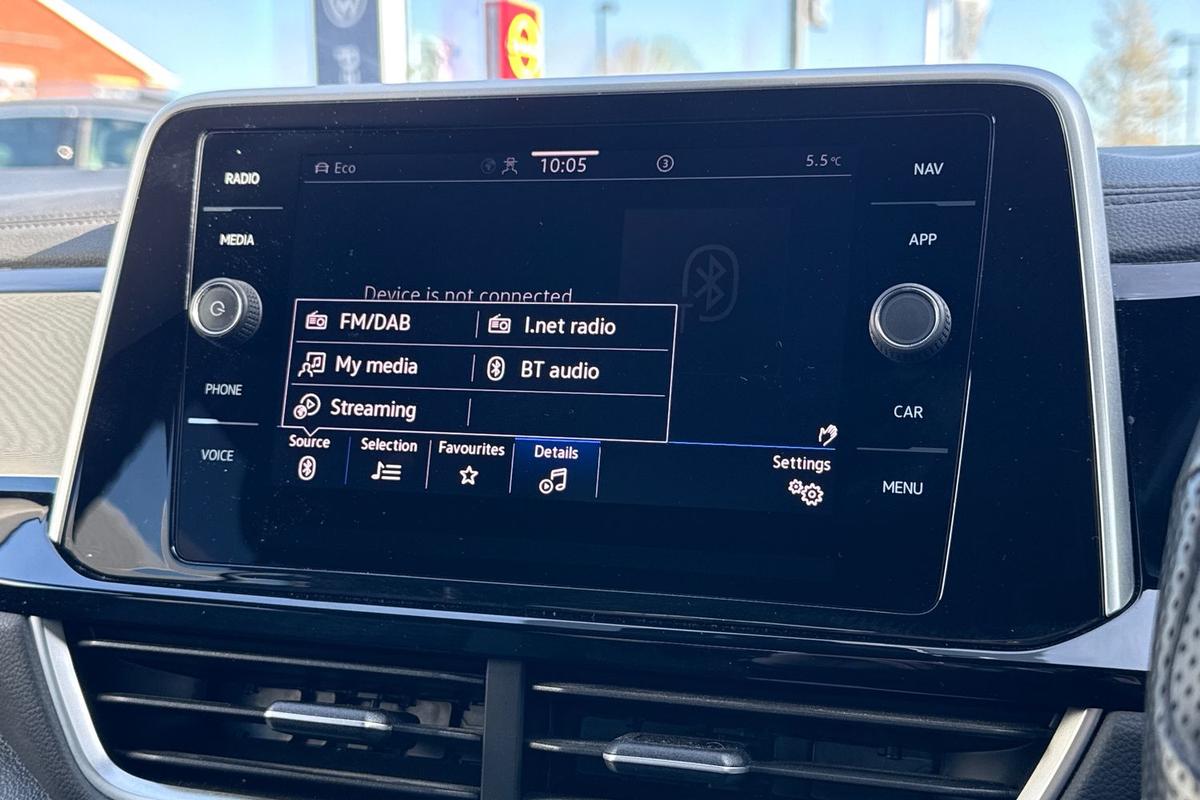 RADIO
MEDIA
PHONE
VOICE
Eco
10:05
3
5.5°C
Device is not connected
FM/DAB
I.net radio
My media
BT audio
Streaming
Source
Selection
Favourites
Details
Settings
NAV
APP
CAR
MENU